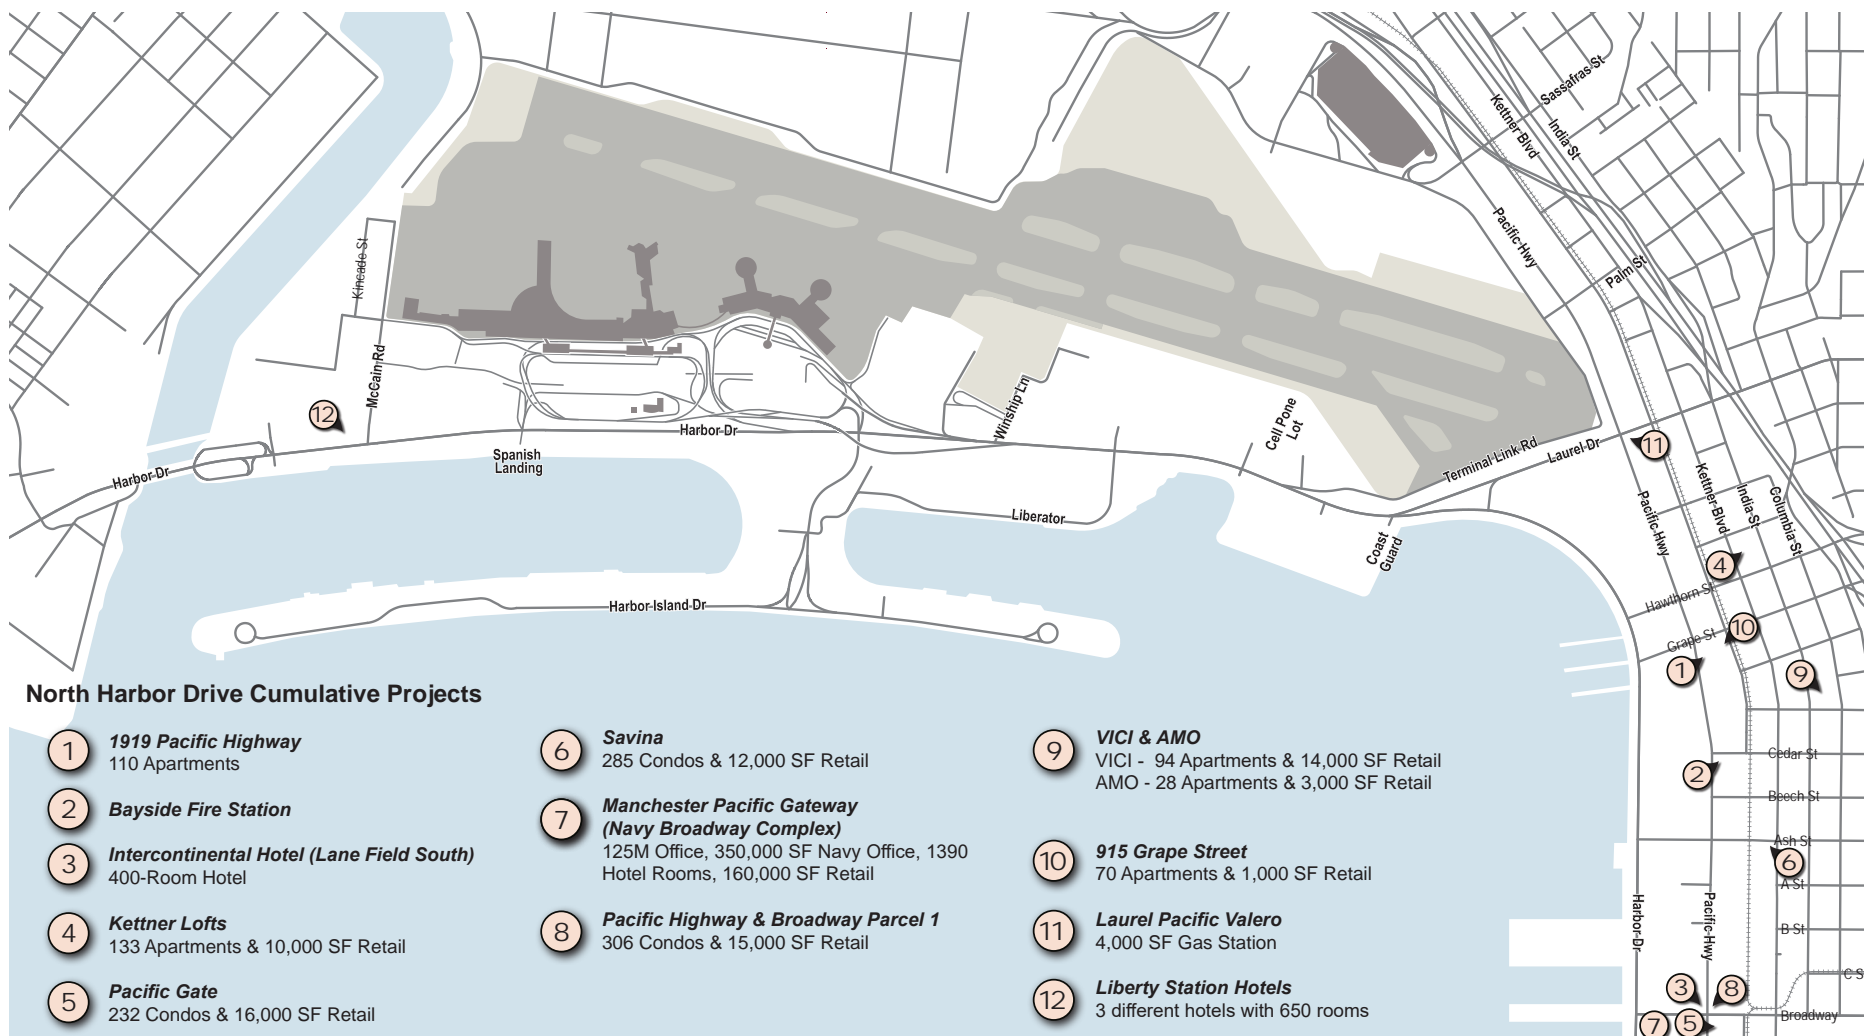 Sassafras St
Kettner Blvd
India St
Pacific Hwy
Palm St
Kincade St
McCain Rd
12
Harbor Dr
Spanish
Landing
Harbor Dr
Winship Ln
Cell Pone
Lot
Terminal Link Rd
Laurel Dr
11
Liberator
Coast
Guard
Pacific Hwy
Kettner Blvd
India St
Columbia St
4
Hawthorn St
Harbor Island Dr
Grape St
10
1
9
2
Cedar St
Beech St
Ash St
6
A St
Harbor Dr
Pacific Hwy
B St
C S
3
8
7
5
Broadway
North Harbor Drive Cumulative Projects
1
1919 Pacific Highway
110 Apartments
2
Bayside Fire Station
3
Intercontinental Hotel (Lane Field South)
400-Room Hotel
4
Kettner Lofts
133 Apartments & 10,000 SF Retail
5
Pacific Gate
232 Condos & 16,000 SF Retail
6
Savina
285 Condos & 12,000 SF Retail
7
Manchester Pacific Gateway
(Navy Broadway Complex)
125M Office, 350,000 SF Navy Office, 1390
Hotel Rooms, 160,000 SF Retail
8
Pacific Highway & Broadway Parcel 1
306 Condos & 15,000 SF Retail
9
VICI & AMO
VICI - 94 Apartments & 14,000 SF Retail
AMO - 28 Apartments & 3,000 SF Retail
10
915 Grape Street
70 Apartments & 1,000 SF Retail
11
Laurel Pacific Valero
4,000 SF Gas Station
12
Liberty Station Hotels
3 different hotels with 650 rooms